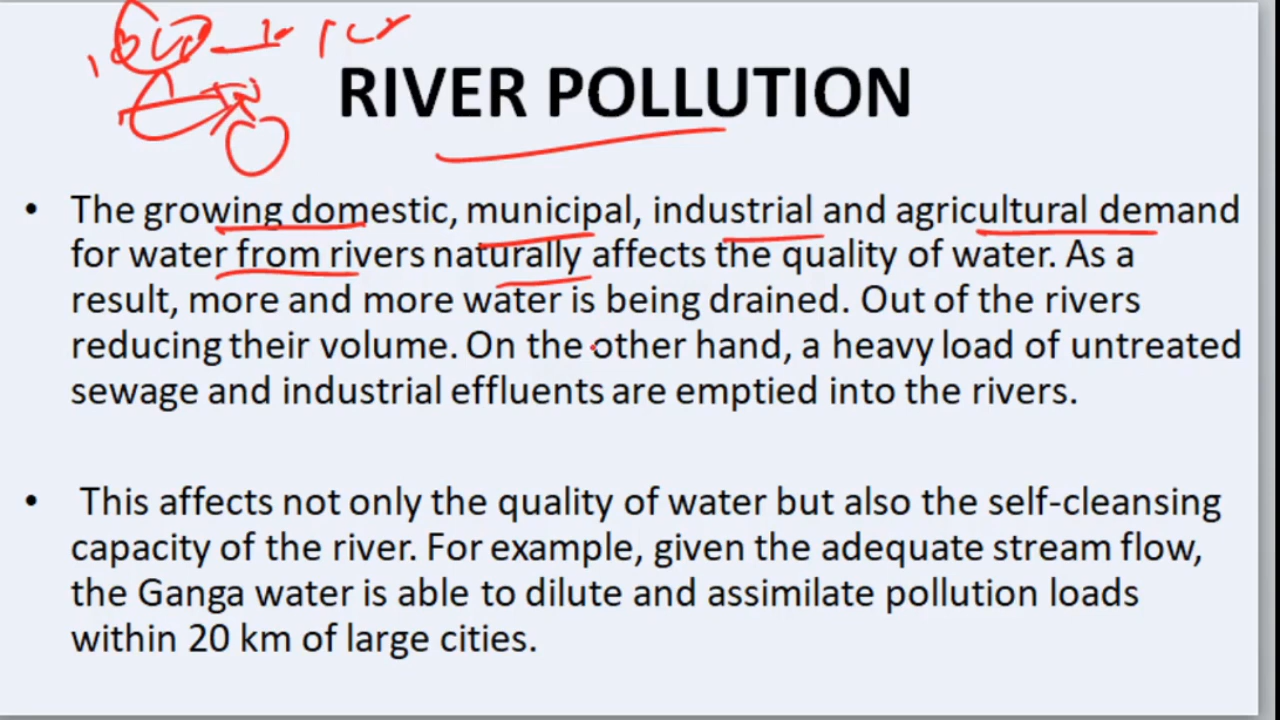 RIVER POLLUTION
• The growing domestic, municipal, industrial and agricultural demand
for water from rivers naturally affects the quality of water. As a
result, more and more water is being drained. Out of the rivers
reducing their volume. On the other hand, a heavy load of untreated
sewage and industrial effluents are emptied into the rivers.
• This affects not only the quality of water but also the self-cleansing
capacity of the river. For example, given the adequate stream flow,
the Ganga water is able to dilute and assimilate pollution loads
within 20 km of large cities.